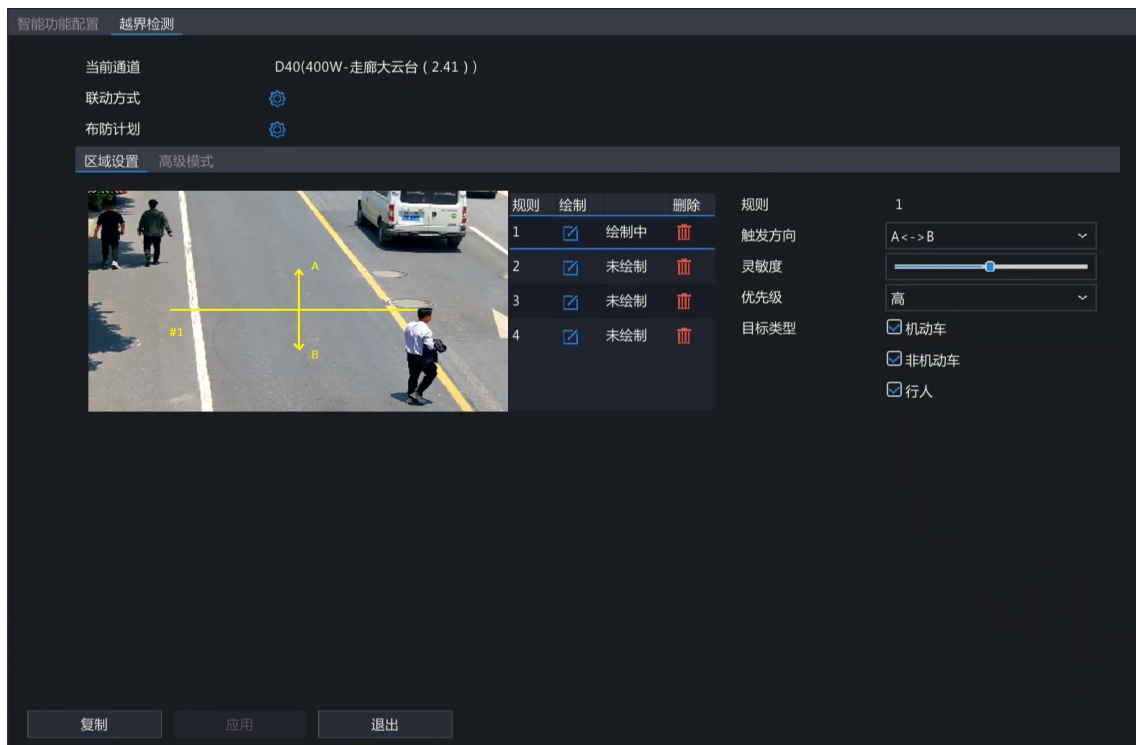 智能功能配置 越界检测
当前通道 D40(400W-走廊大云台（2.41）)
联动方式
布防计划
区域设置 高级模式
规则 绘制 删除
1 绘制中
2 未绘制
3 未绘制
4 未绘制
A
#1
B
规则 1
触发方向 A<->B
灵敏度
优先级 高
目标类型 机动车
非机动车
行人
复制 应用 退出